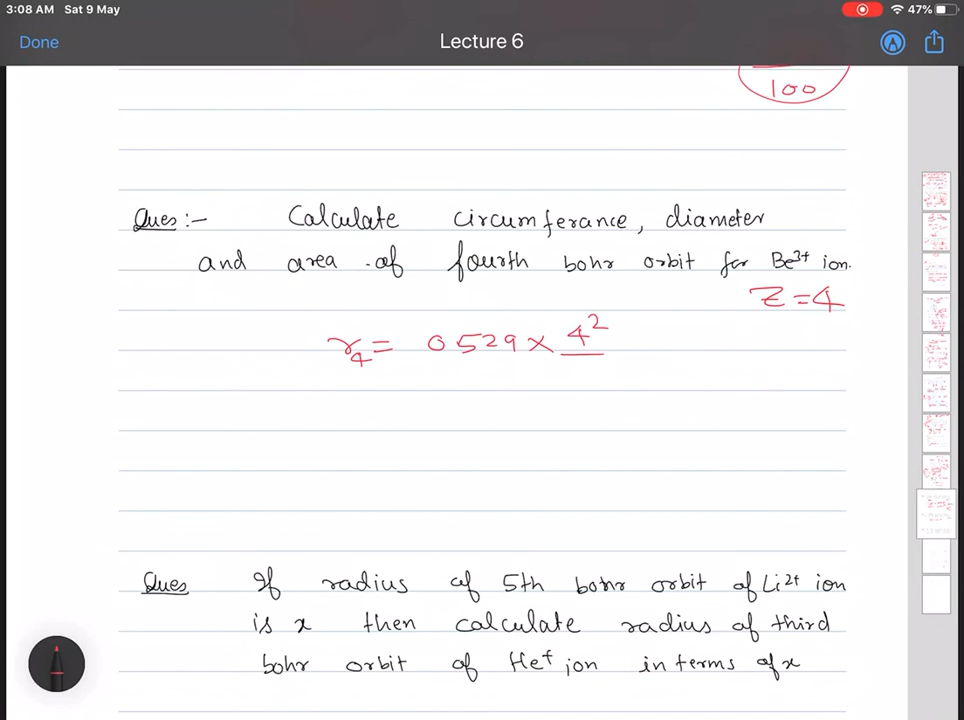 3:08 AM Sat 9 May 47%
Done Lecture 6
100
Ques :- Calculate circumferance, diameter
and area of fourth bohr orbit for Be³⁺ ion.
Z = 4
r₄ = 0.529 × 4²
Ques If radius of 5th bohr orbit of Li²⁺ ion
is x then calculate radius of third
bohr orbit of He⁺ ion in terms of x